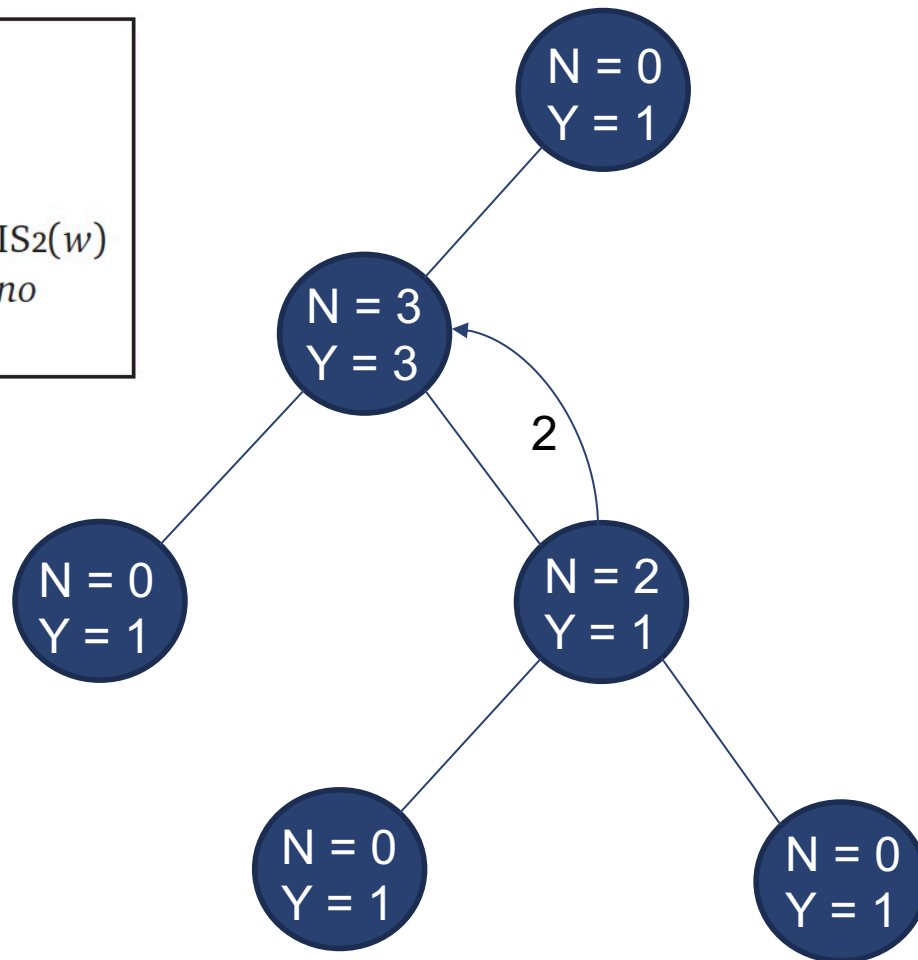 IS2(w)
no
N = 0
Y = 1
N = 3
Y = 3
2
N = 0
Y = 1
N = 2
Y = 1
N = 0
Y = 1
N = 0
Y = 1